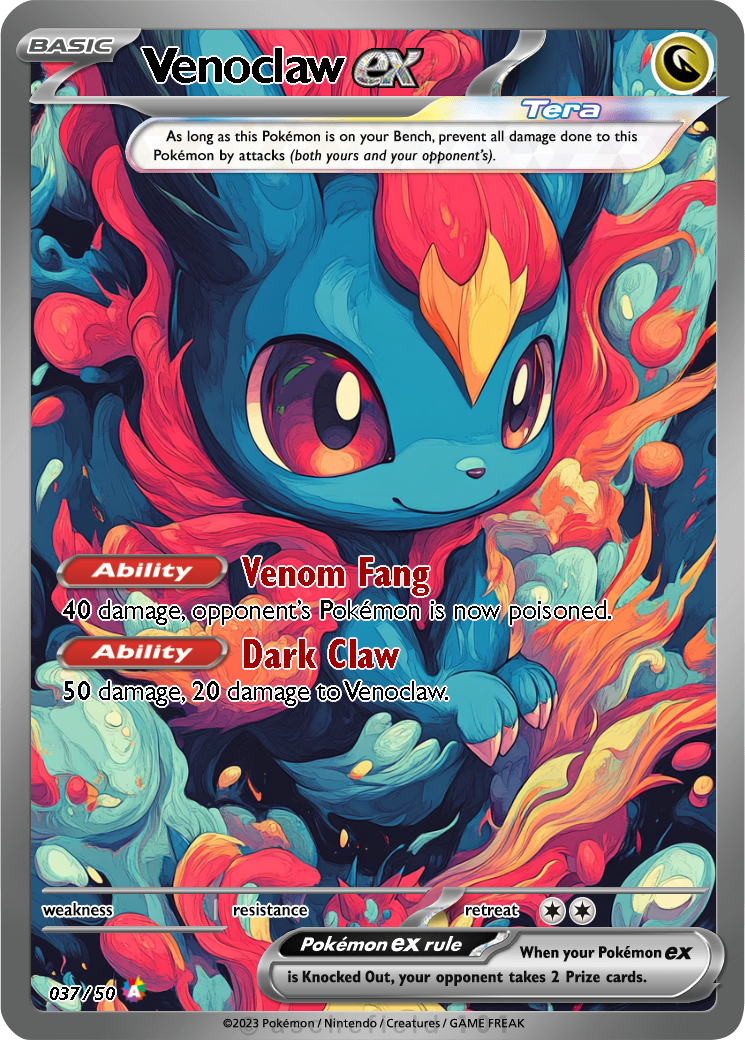 BASIC
Venoclaw ex
Tera
As long as this Pokémon is on your Bench, prevent all damage done to this
Pokémon by attacks (both yours and your opponent's).
Ability Venom Fang
40 damage, opponent's Pokémon is now poisoned.
Ability Dark Claw
50 damage, 20 damage to Venoclaw.
weakness resistance retreat
Pokémon ex rule When your Pokémon ex
is Knocked Out, your opponent takes 2 Prize cards.
037 / 50 A
©2023 Pokémon / Nintendo / Creatures / GAME FREAK